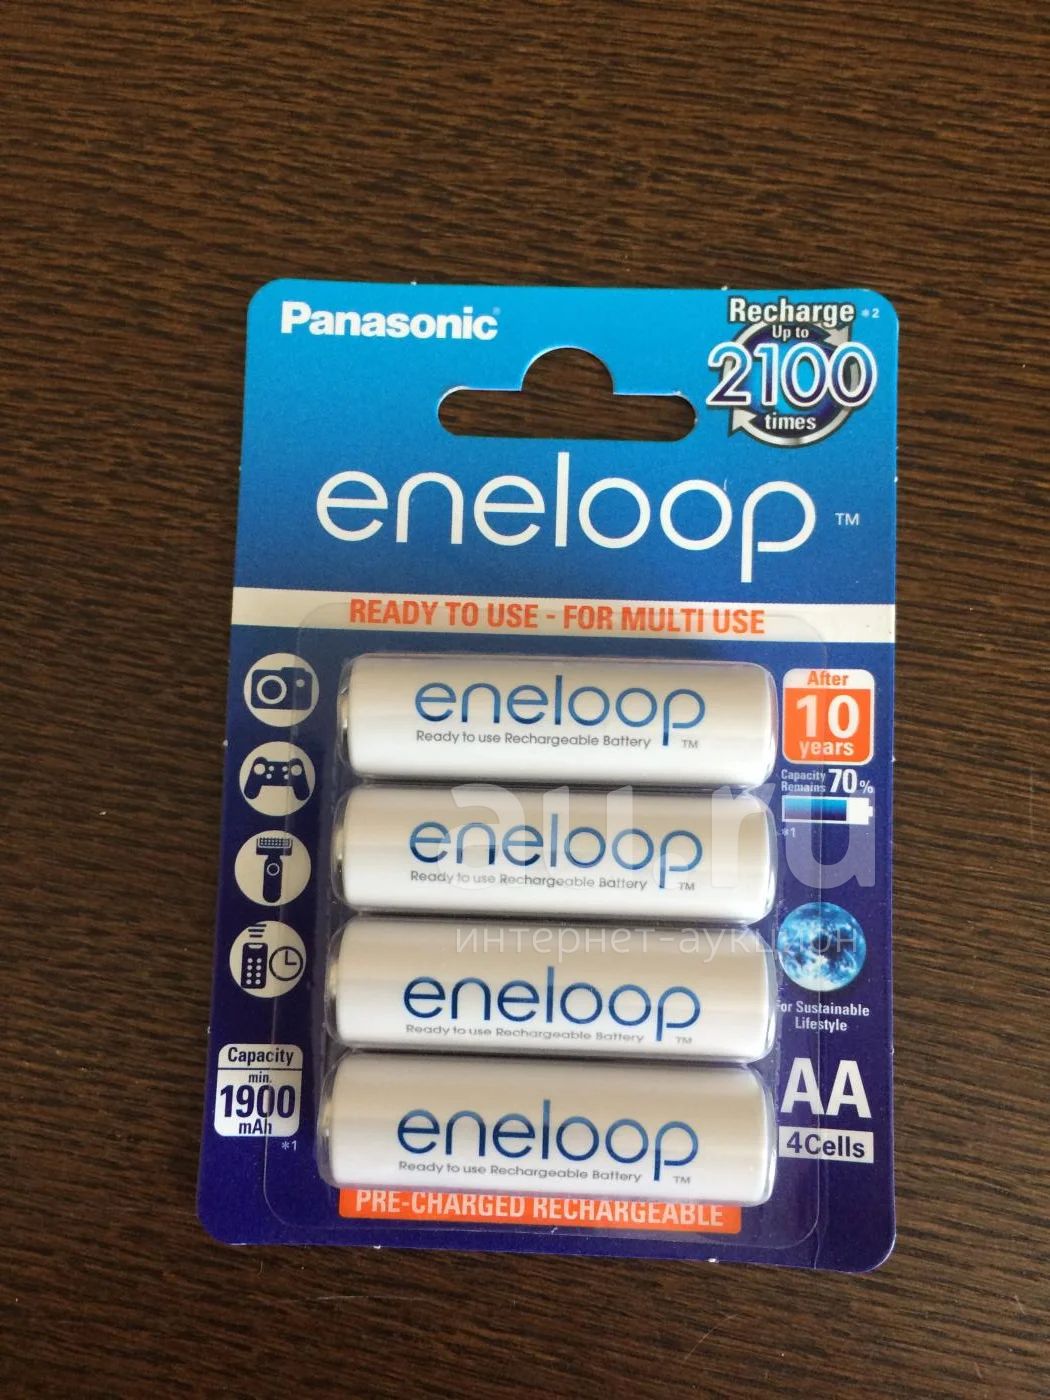 Panasonic
Recharge *2
Up to
2100
times
eneloop ™
READY TO USE - FOR MULTI USE
eneloop ™
Ready to use Rechargeable Battery
After
10
years
Capacity
Remains 70%
*1
eneloop ™
Ready to use Rechargeable Battery
au.ru
интернет-аукцион
eneloop ™
Ready to use Rechargeable Battery
For Sustainable
Lifestyle
Capacity
min.
1900
mAh
*1
eneloop ™
Ready to use Rechargeable Battery
AA
4Cells
PRE-CHARGED RECHARGEABLE